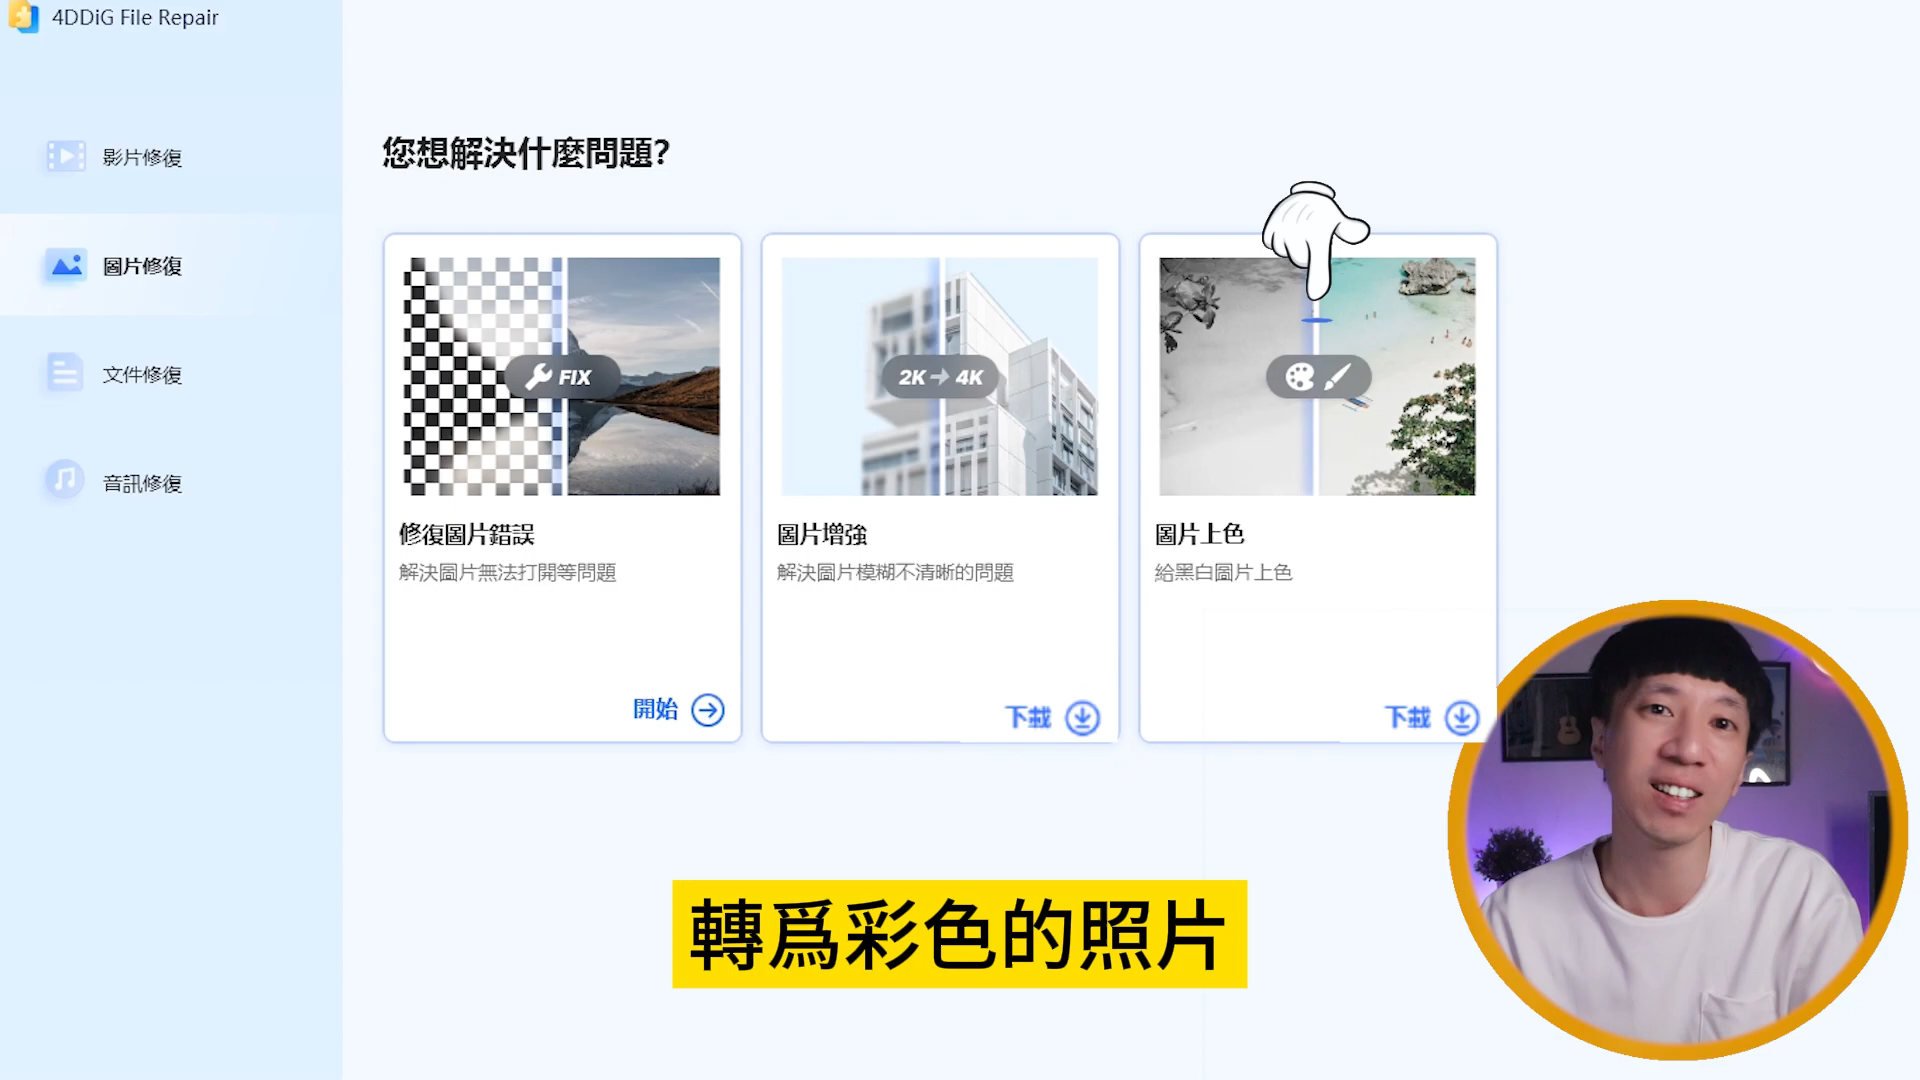 4DDiG File Repair
影片修復
圖片修復
文件修復
音訊修復
您想解決什麼問題?
FIX
修復圖片錯誤
解決圖片無法打開等問題
開始
2K → 4K
圖片增強
解決圖片模糊不清晰的問題
下載
圖片上色
給黑白圖片上色
下載
轉爲彩色的照片